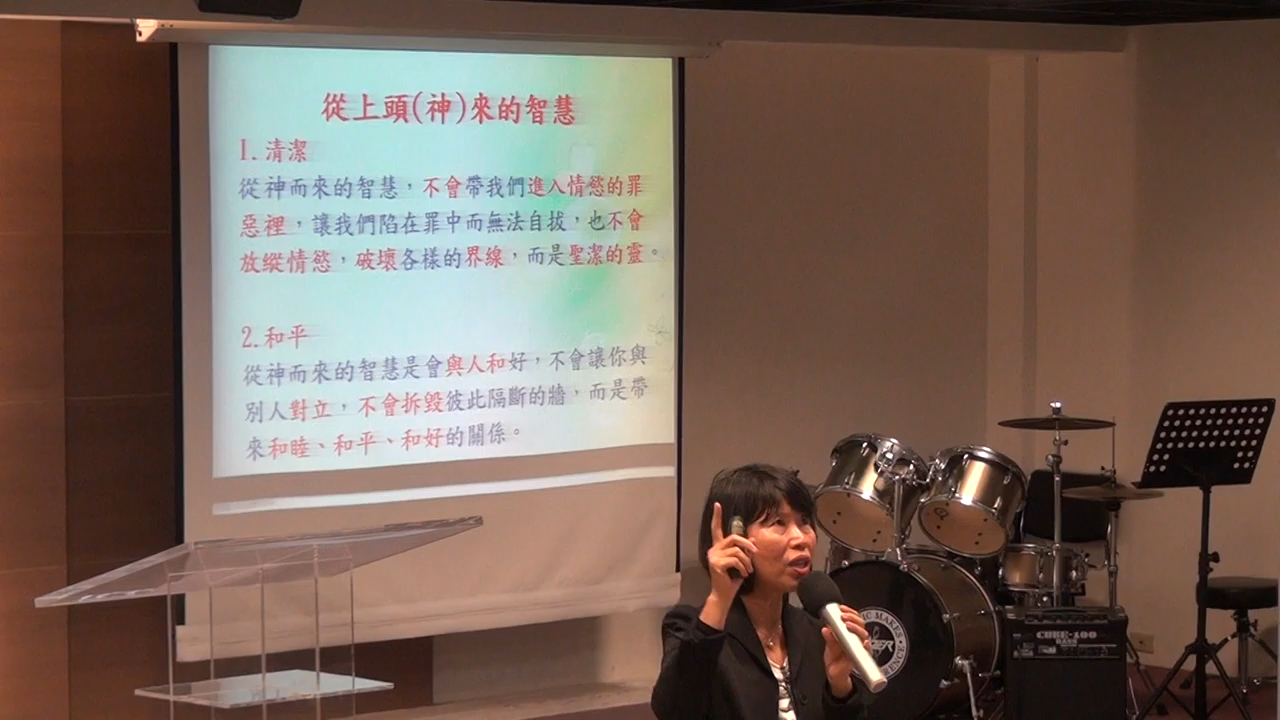 從上頭(神)來的智慧
1.清潔
從神而來的智慧，不會帶我們進入情慾的罪
惡裡，讓我們陷在罪中而無法自拔，也不會
放縱情慾，破壞各樣的界線，而是聖潔的靈。
2.和平
從神而來的智慧是會與人和好，不會讓你與
別人對立，不會拆毀彼此隔斷的牆，而是帶
來和睦、和平、和好的關係。
CUBE-100
BASS